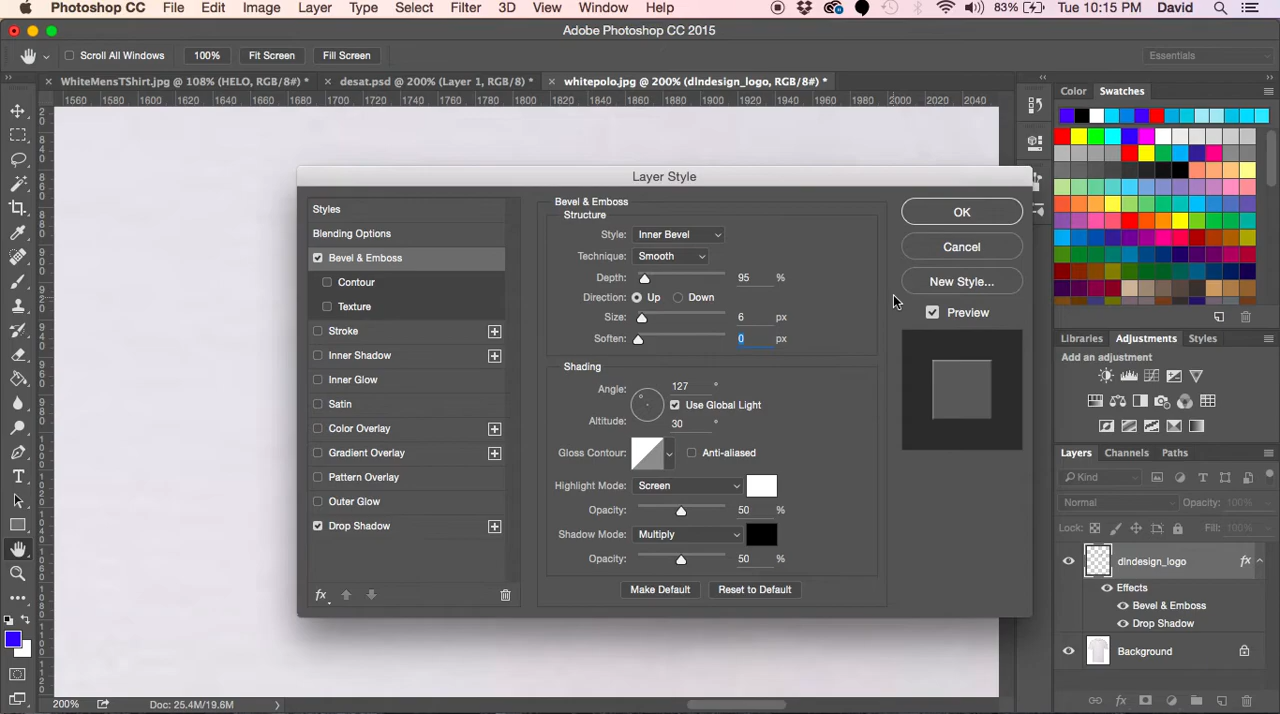 Photoshop CC File Edit Image Layer Type Select Filter 3D View Window Help 83% Tue 10:15 PM David
Adobe Photoshop CC 2015
Scroll All Windows 100% Fit Screen Fill Screen Essentials
WhiteMensTShirt.jpg @ 108% (HELO, RGB/8#) * desat.psd @ 200% (Layer 1, RGB/8) * whitepolo.jpg @ 200% (dlndesign_logo, RGB/8#) *
1560 1580 1600 1620 1640 1660 1680 1700 1720 1740 1760 1780 1800 1820 1840 1860 1880 1900 1920 1940 1960 1980 2000 2020 2040
Color Swatches
Layer Style
Styles
Blending Options
Bevel & Emboss
Contour
Texture
Stroke
Inner Shadow
Inner Glow
Satin
Color Overlay
Gradient Overlay
Pattern Overlay
Outer Glow
Drop Shadow
fx
Bevel & Emboss
Structure
Style: Inner Bevel
Technique: Smooth
Depth: 95 %
Direction: Up Down
Size: 6 px
Soften: 0 px
Shading
Angle: 127 °
Use Global Light
Altitude: 30 °
Gloss Contour: Anti-aliased
Highlight Mode: Screen
Opacity: 50 %
Shadow Mode: Multiply
Opacity: 50 %
Make Default Reset to Default
OK
Cancel
New Style...
Preview
Libraries Adjustments Styles
Add an adjustment
Layers Channels Paths
Kind
Normal Opacity: 100%
Lock: Fill: 100%
dlndesign_logo fx
Effects
Bevel & Emboss
Drop Shadow
Background
fx
200% Doc: 25.4M/19.6M